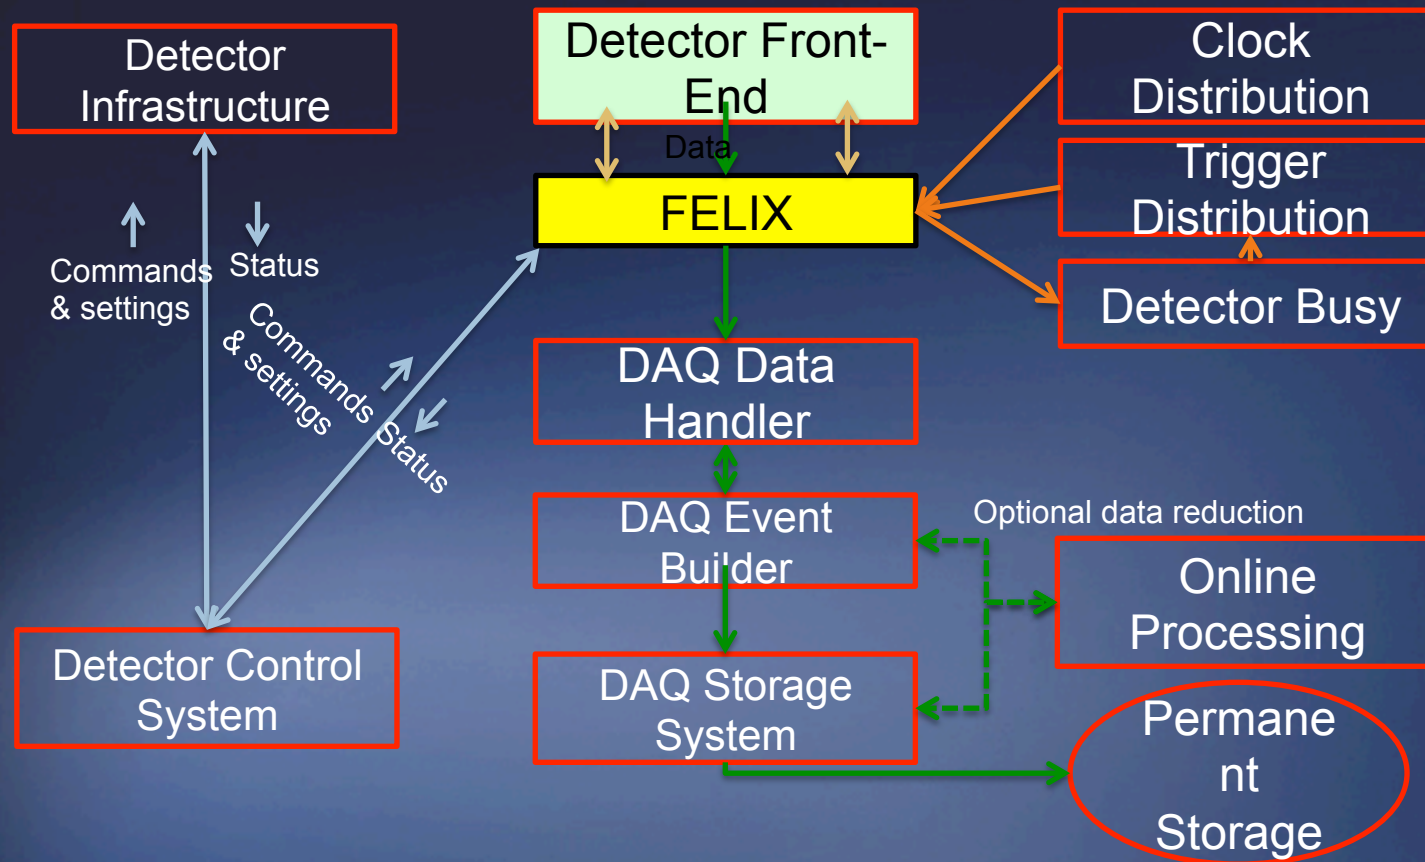 Detector
Infrastructure
Detector Front-
End
Clock
Distribution
Data
FELIX
Trigger
Distribution
Commands
& settings
Status
Commands
& settings
Status
Detector Busy
DAQ Data
Handler
DAQ Event
Builder
Optional data reduction
Online
Processing
Detector Control
System
DAQ Storage
System
Permane
nt
Storage